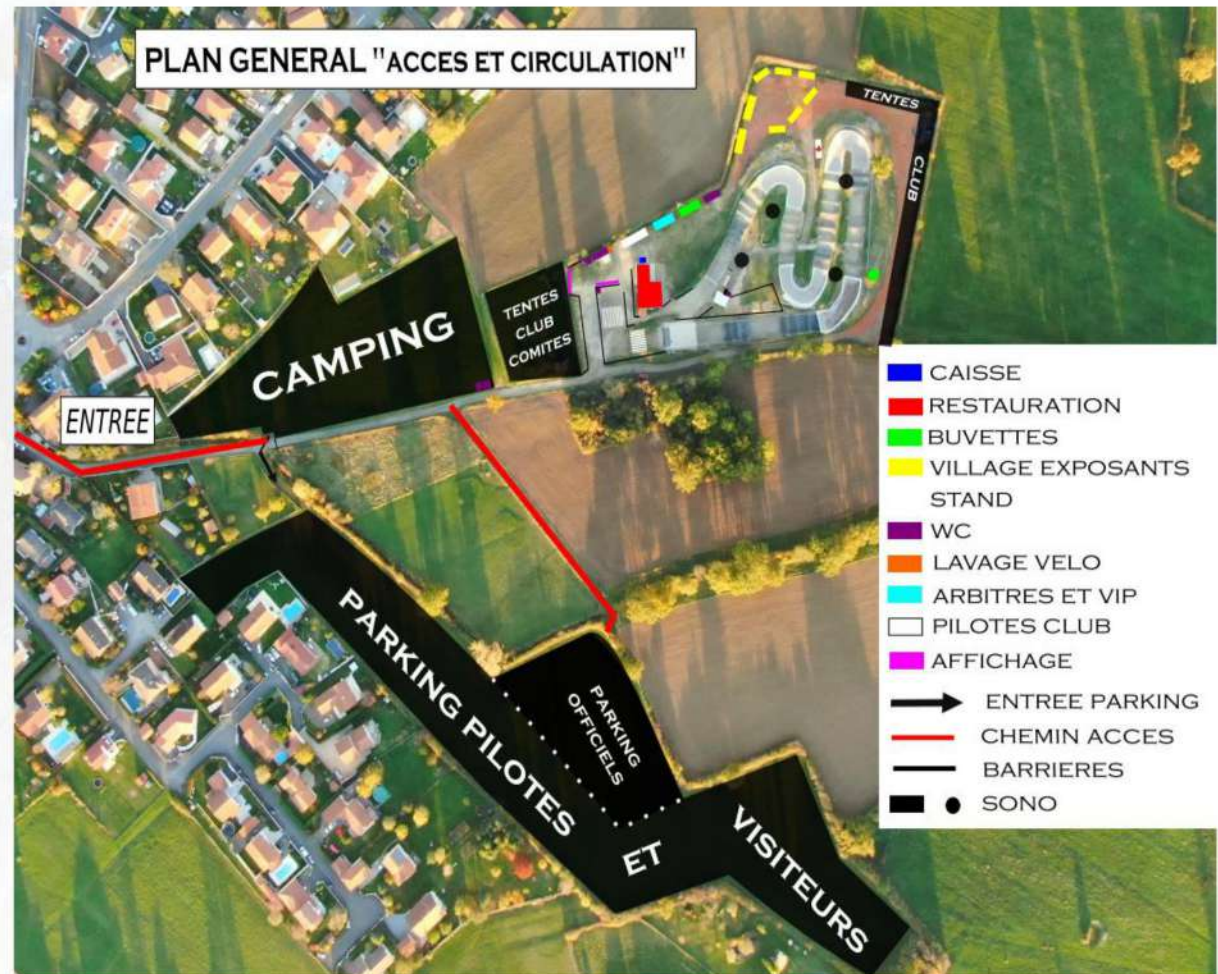 PLAN GENERAL "ACCES ET CIRCULATION"
TENTES
CLUB
TENTES
CLUB
COMITES
CAMPING
ENTREE
CAISSE
RESTAURATION
BUVETTES
VILLAGE EXPOSANTS
STAND
WC
LAVAGE VELO
ARBITRES ET VIP
PILOTES CLUB
AFFICHAGE
ENTREE PARKING
CHEMIN ACCES
BARRIERES
SONO
PARKING PILOTES
ET
VISITEURS
PARKING
OFFICIELS